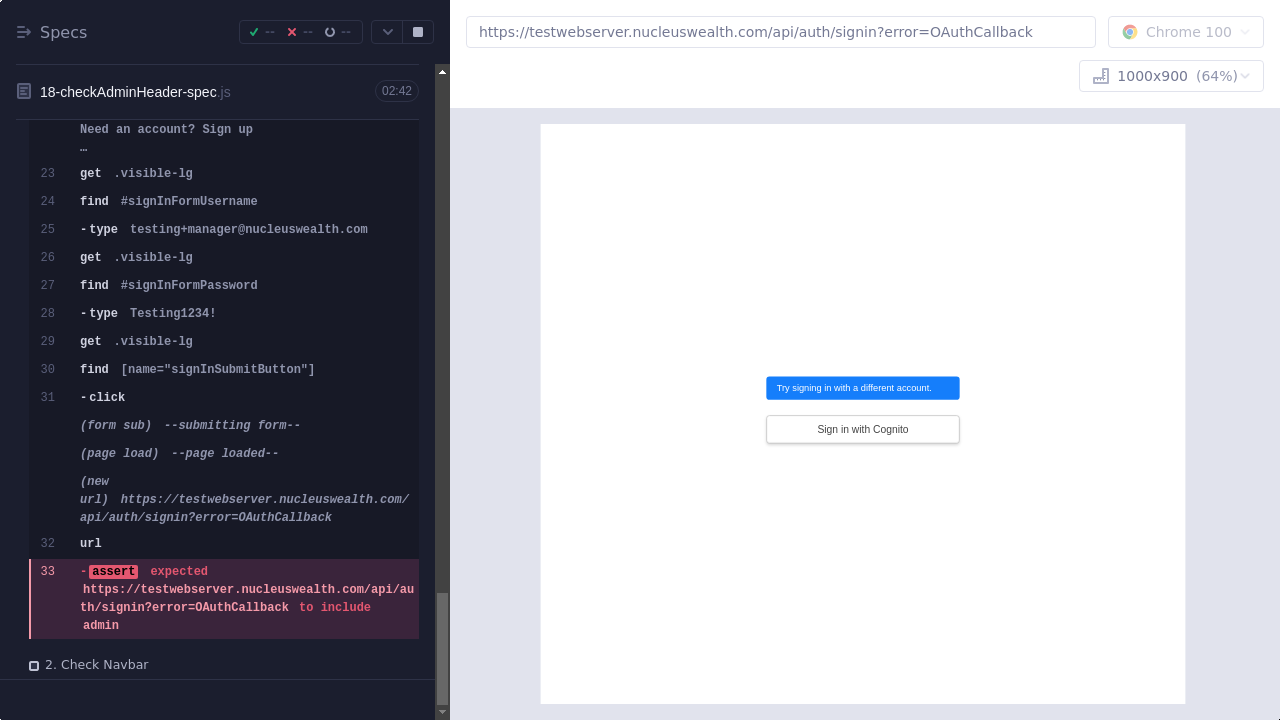 Specs
--
--
--
18-checkAdminHeader-spec.js
02:42
Need an account? Sign up
…
23 get .visible-lg
24 find #signInFormUsername
25 -type testing+manager@nucleuswealth.com
26 get .visible-lg
27 find #signInFormPassword
28 -type Testing1234!
29 get .visible-lg
30 find [name="signInSubmitButton"]
31 -click
(form sub) --submitting form--
(page load) --page loaded--
(new
url) https://testwebserver.nucleuswealth.com/
api/auth/signin?error=OAuthCallback
32 url
33 -assert expected
https://testwebserver.nucleuswealth.com/api/au
th/signin?error=OAuthCallback to include
admin
2. Check Navbar
https://testwebserver.nucleuswealth.com/api/auth/signin?error=OAuthCallback
Chrome 100
1000x900 (64%)
Try signing in with a different account.
Sign in with Cognito